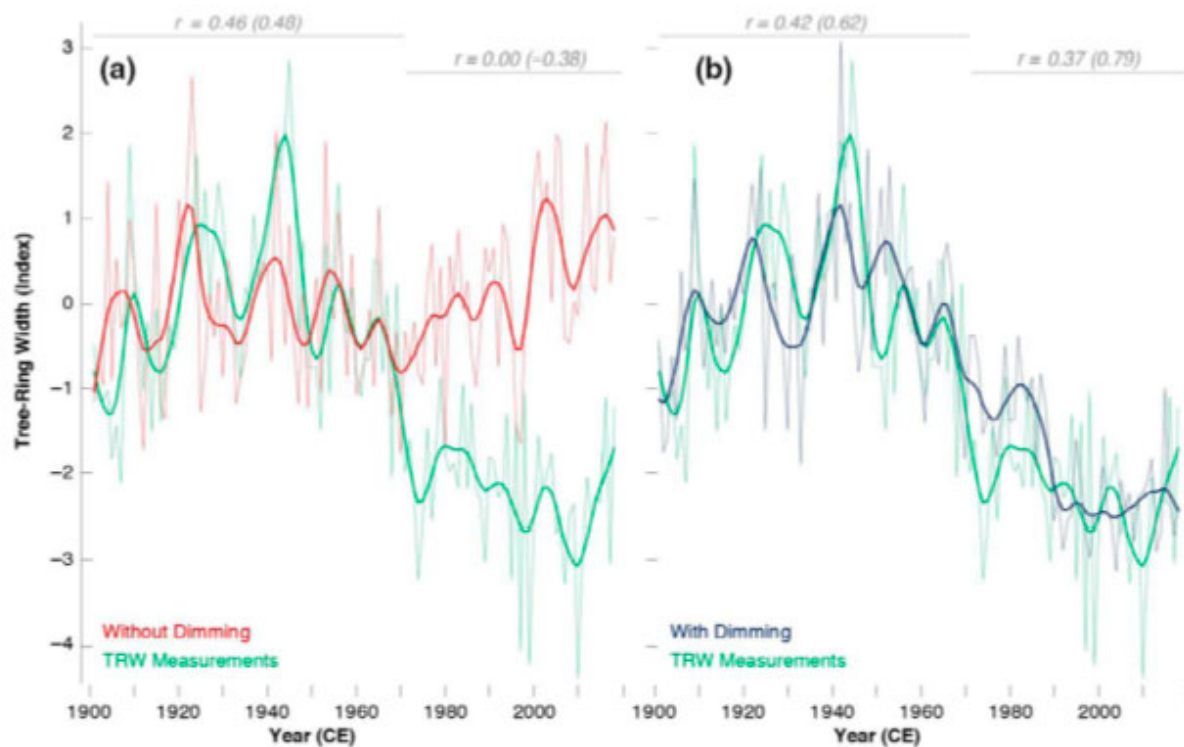 r = 0.46 (0.48)
r = 0.00 (−0.38)
(a)
3
2
1
0
−1
−2
−3
−4
Tree-Ring Width (Index)
Without Dimming
TRW Measurements
1900 1920 1940 1960 1980 2000
Year (CE)
r = 0.42 (0.62)
r = 0.37 (0.79)
(b)
With Dimming
TRW Measurements
1900 1920 1940 1960 1980 2000
Year (CE)